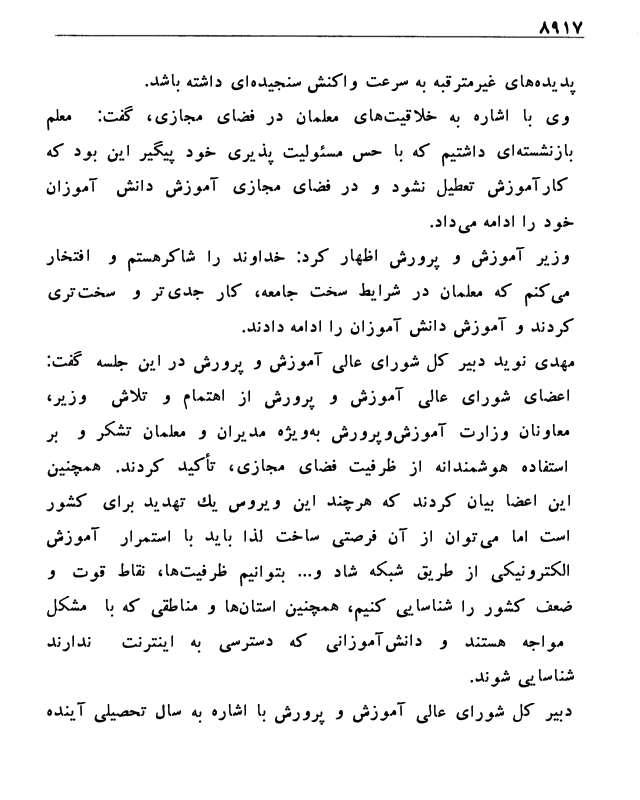 ۸۹۱۷
پدیده‌های غیرمترقبه به سرعت واکنش سنجیده‌ای داشته باشد.
وی با اشاره به خلاقیت‌های معلمان در فضای مجازی، گفت: معلم
بازنشسته‌ای داشتیم که با حس مسئولیت پذیری خود پیگیر این بود که
کارآموزش تعطیل نشود و در فضای مجازی آموزش دانش آموزان
خود را ادامه می‌داد.
وزیر آموزش و پرورش اظهار کرد: خداوند را شاکرهستم و افتخار
می‌کنم که معلمان در شرایط سخت جامعه، کار جدی‌تر و سخت‌تری
کردند و آموزش دانش آموزان را ادامه دادند.
مهدی نوید دبیر کل شورای عالی آموزش و پرورش در این جلسه گفت:
اعضای شورای عالی آموزش و پرورش از اهتمام و تلاش وزیر،
معاونان وزارت آموزش‌وپرورش به‌ویژه مدیران و معلمان تشکر و بر
استفاده هوشمندانه از ظرفیت فضای مجازی، تأکید کردند. همچنین
این اعضا بیان کردند که هرچند این ویروس یك تهدید برای کشور
است اما می‌توان از آن فرصتی ساخت لذا باید با استمرار آموزش
الکترونیکی از طریق شبکه شاد و... بتوانیم ظرفیت‌ها، نقاط قوت و
ضعف کشور را شناسایی کنیم، همچنین استان‌ها و مناطقی که با مشکل
مواجه هستند و دانش‌آموزانی که دسترسی به اینترنت ندارند
شناسایی شوند.
دبیر کل شورای عالی آموزش و پرورش با اشاره به سال تحصیلی آینده